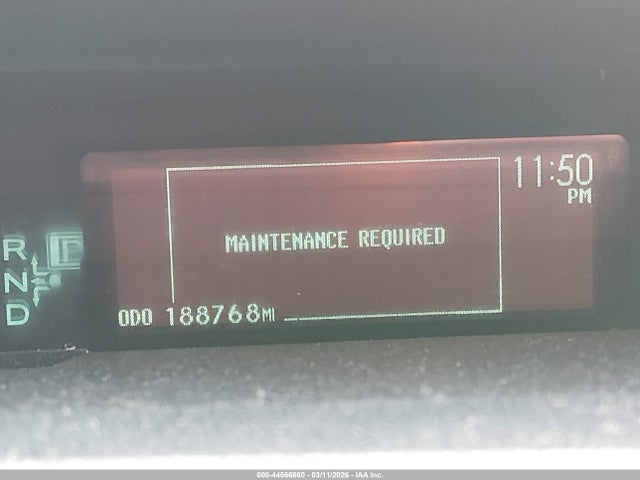 11:50
PM
MAINTENANCE REQUIRED
R
N
D
P
ODO 188768MI
000-44566860 - 03/11/2026 - IAA Inc.